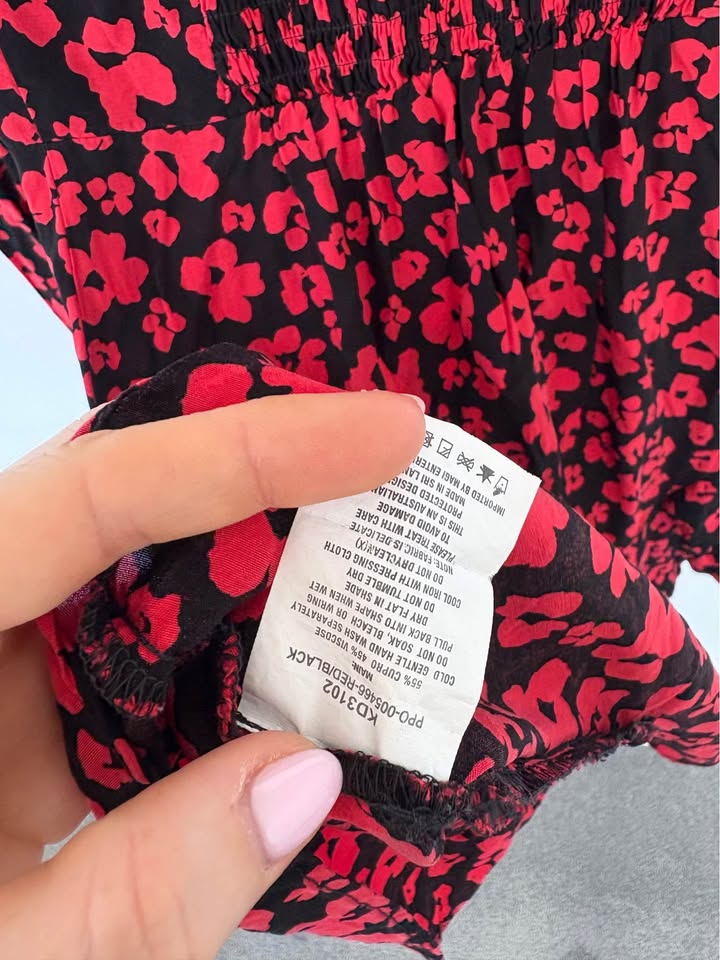 KD3102
PPO-005466-RED/BLACK
MAIN:
55% CUPRO 45% VISCOSE
COLD GENTLE HAND WASH SEPARATELY
DO NOT SOAK, BLEACH OR WRING
PULL BACK INTO SHAPE WHEN WET
DRY FLAT IN SHADE
DO NOT TUMBLE DRY
COOL IRON WITH PRESSING CLOTH
DO NOT DRYCLEAN(X)
NOTE: FABRIC IS DELICATE
PLEASE TREAT WITH CARE
TO AVOID DAMAGE
THIS IS AN AUSTRALIAN
PROTECTED DESIGN
MADE IN SRI LAN
IMPORTED BY MAGI ENTER